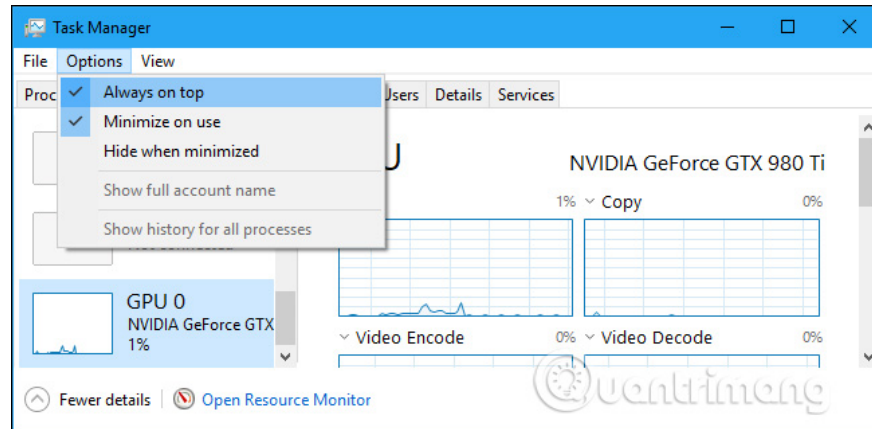 Task Manager
File Options View
Proc Users Details Services
Always on top
Minimize on use
Hide when minimized
Show full account name
Show history for all processes
U NVIDIA GeForce GTX 980 Ti
1% Copy 0%
GPU 0
NVIDIA GeForce GTX
1%
Video Encode 0% Video Decode 0%
Fewer details Open Resource Monitor
Quantrimang